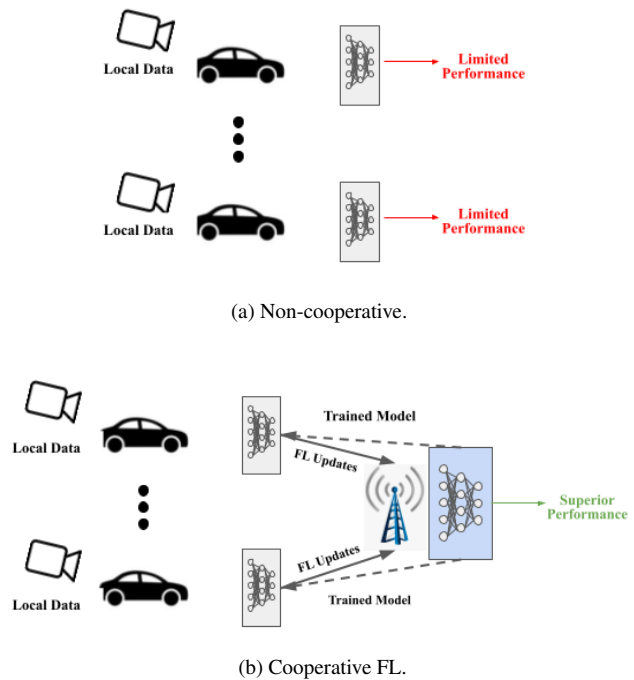 Local Data
Limited
Performance
Local Data
Limited
Performance
(a) Non-cooperative.
Trained Model
Local Data
FL Updates
Superior
Performance
FL Updates
Local Data
Trained Model
(b) Cooperative FL.